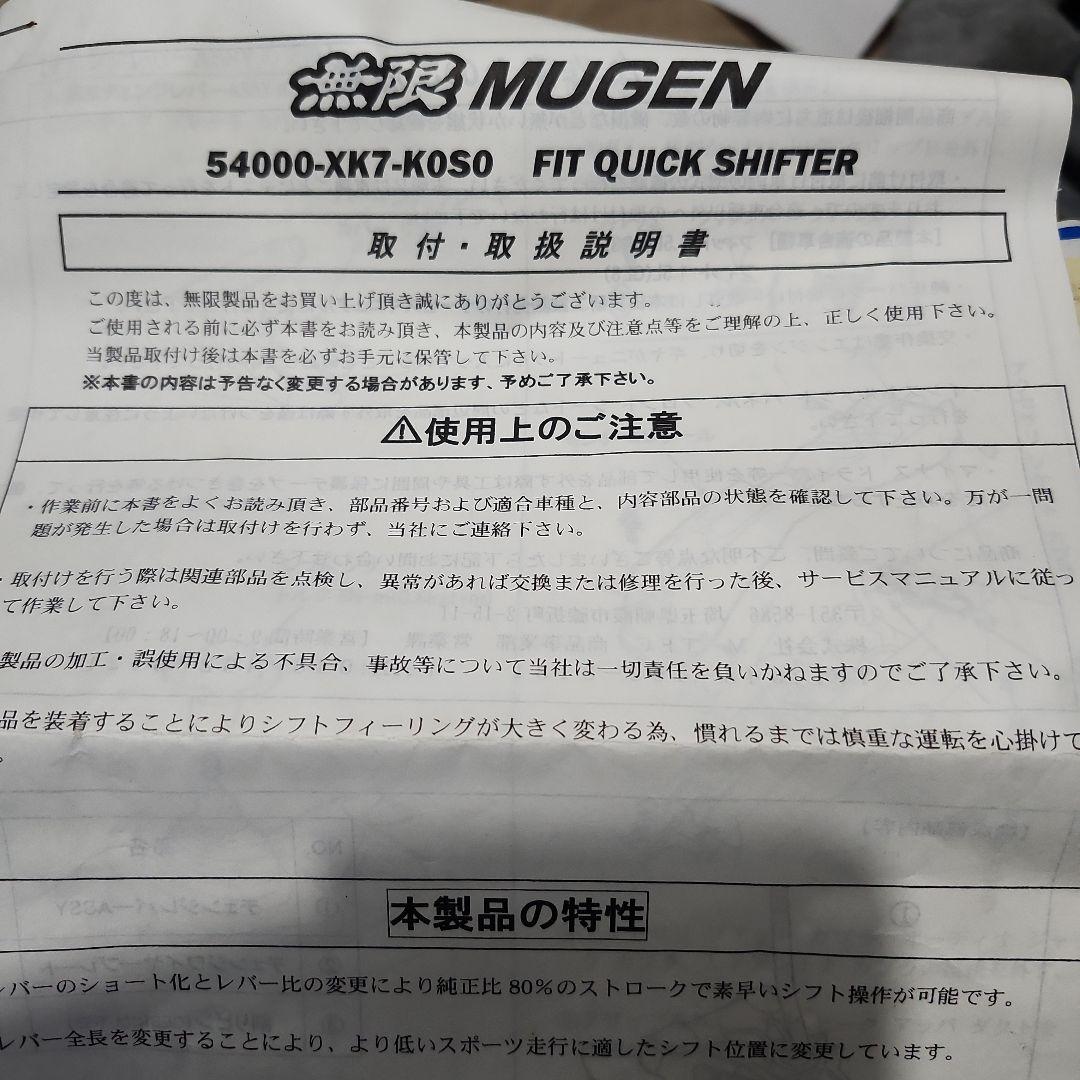 無限 MUGEN
54000-XK7-K0S0 FIT QUICK SHIFTER
取付・取扱説明書
この度は、無限製品をお買い上げ頂き誠にありがとうございます。
ご使用される前に必ず本書をお読み頂き、本製品の内容及び注意点等をご理解の上、正しく使用下さい。
当製品取付け後は本書を必ずお手元に保管して下さい。
※本書の内容は予告なく変更する場合があります、予めご了承下さい。
⚠使用上のご注意
・作業前に本書をよくお読み頂き、部品番号および適合車種と、内容部品の状態を確認して下さい。万が一問
題が発生した場合は取付けを行わず、当社にご連絡下さい。
・取付けを行う際は関連部品を点検し、異常があれば交換または修理を行った後、サービスマニュアルに従っ
て作業して下さい。
製品の加工・誤使用による不具合、事故等について当社は一切責任を負いかねますのでご了承下さい。
品を装着することによりシフトフィーリングが大きく変わる為、慣れるまでは慎重な運転を心掛けて
。
本製品の特性
レバーのショート化とレバー比の変更により純正比80%のストロークで素早いシフト操作が可能です。
レバー全長を変更することにより、より低いスポーツ走行に適したシフト位置に変更しています。